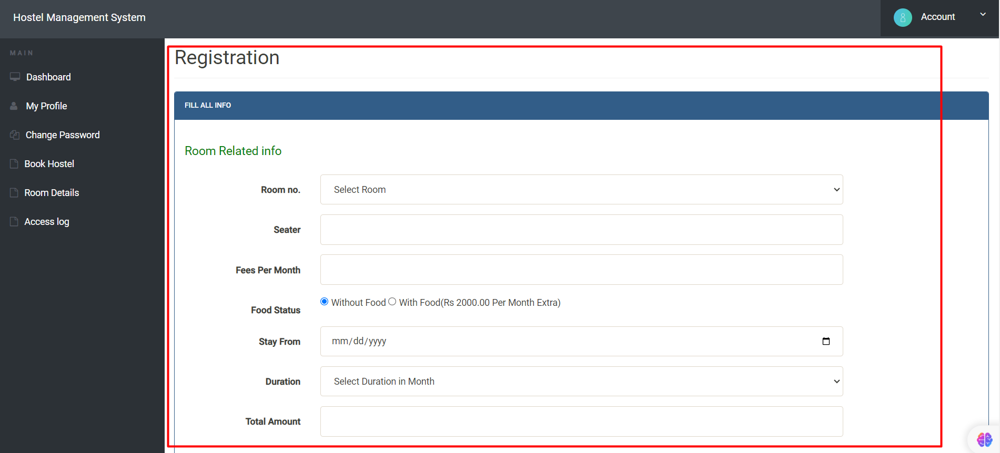 Hostel Management System
Account
MAIN
Dashboard
My Profile
Change Password
Book Hostel
Room Details
Access log
Registration
FILL ALL INFO
Room Related info
Room no.
Select Room
Seater
Fees Per Month
Food Status
Without Food With Food(Rs 2000.00 Per Month Extra)
Stay From
mm/dd/yyyy
Duration
Select Duration in Month
Total Amount